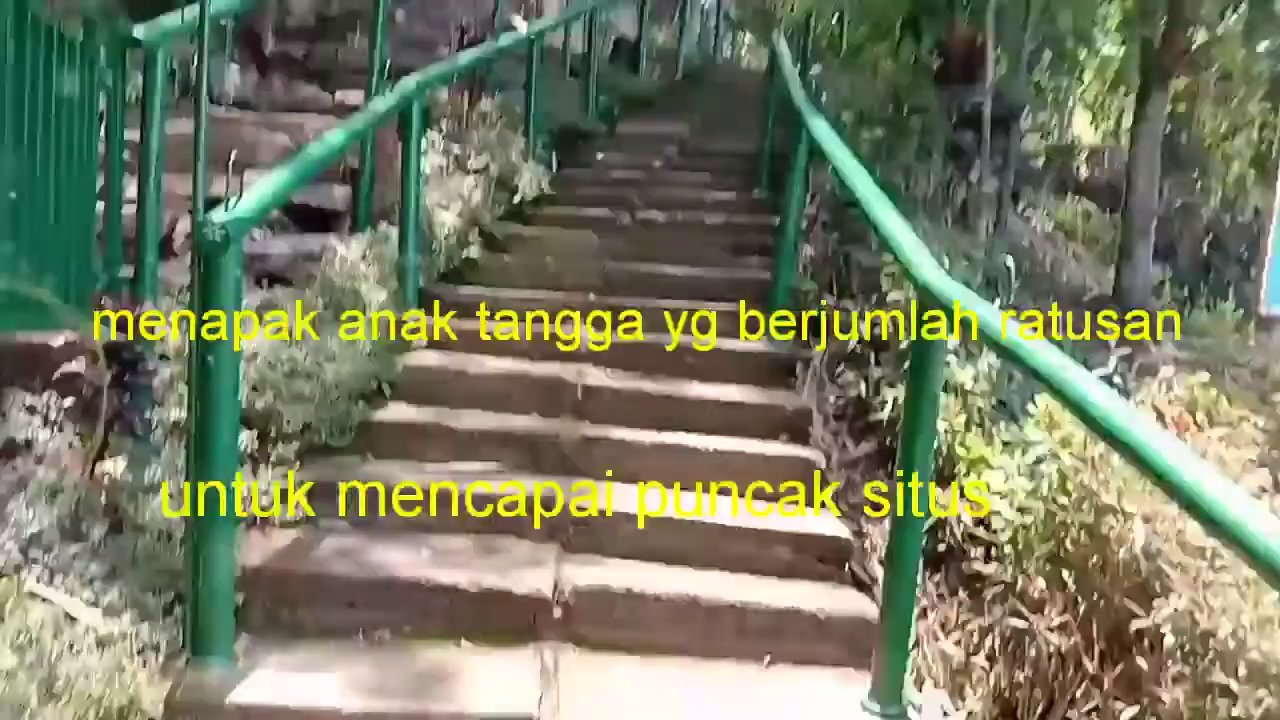 menapak anak tangga yg berjumlah ratusan
untuk mencapai puncak situs